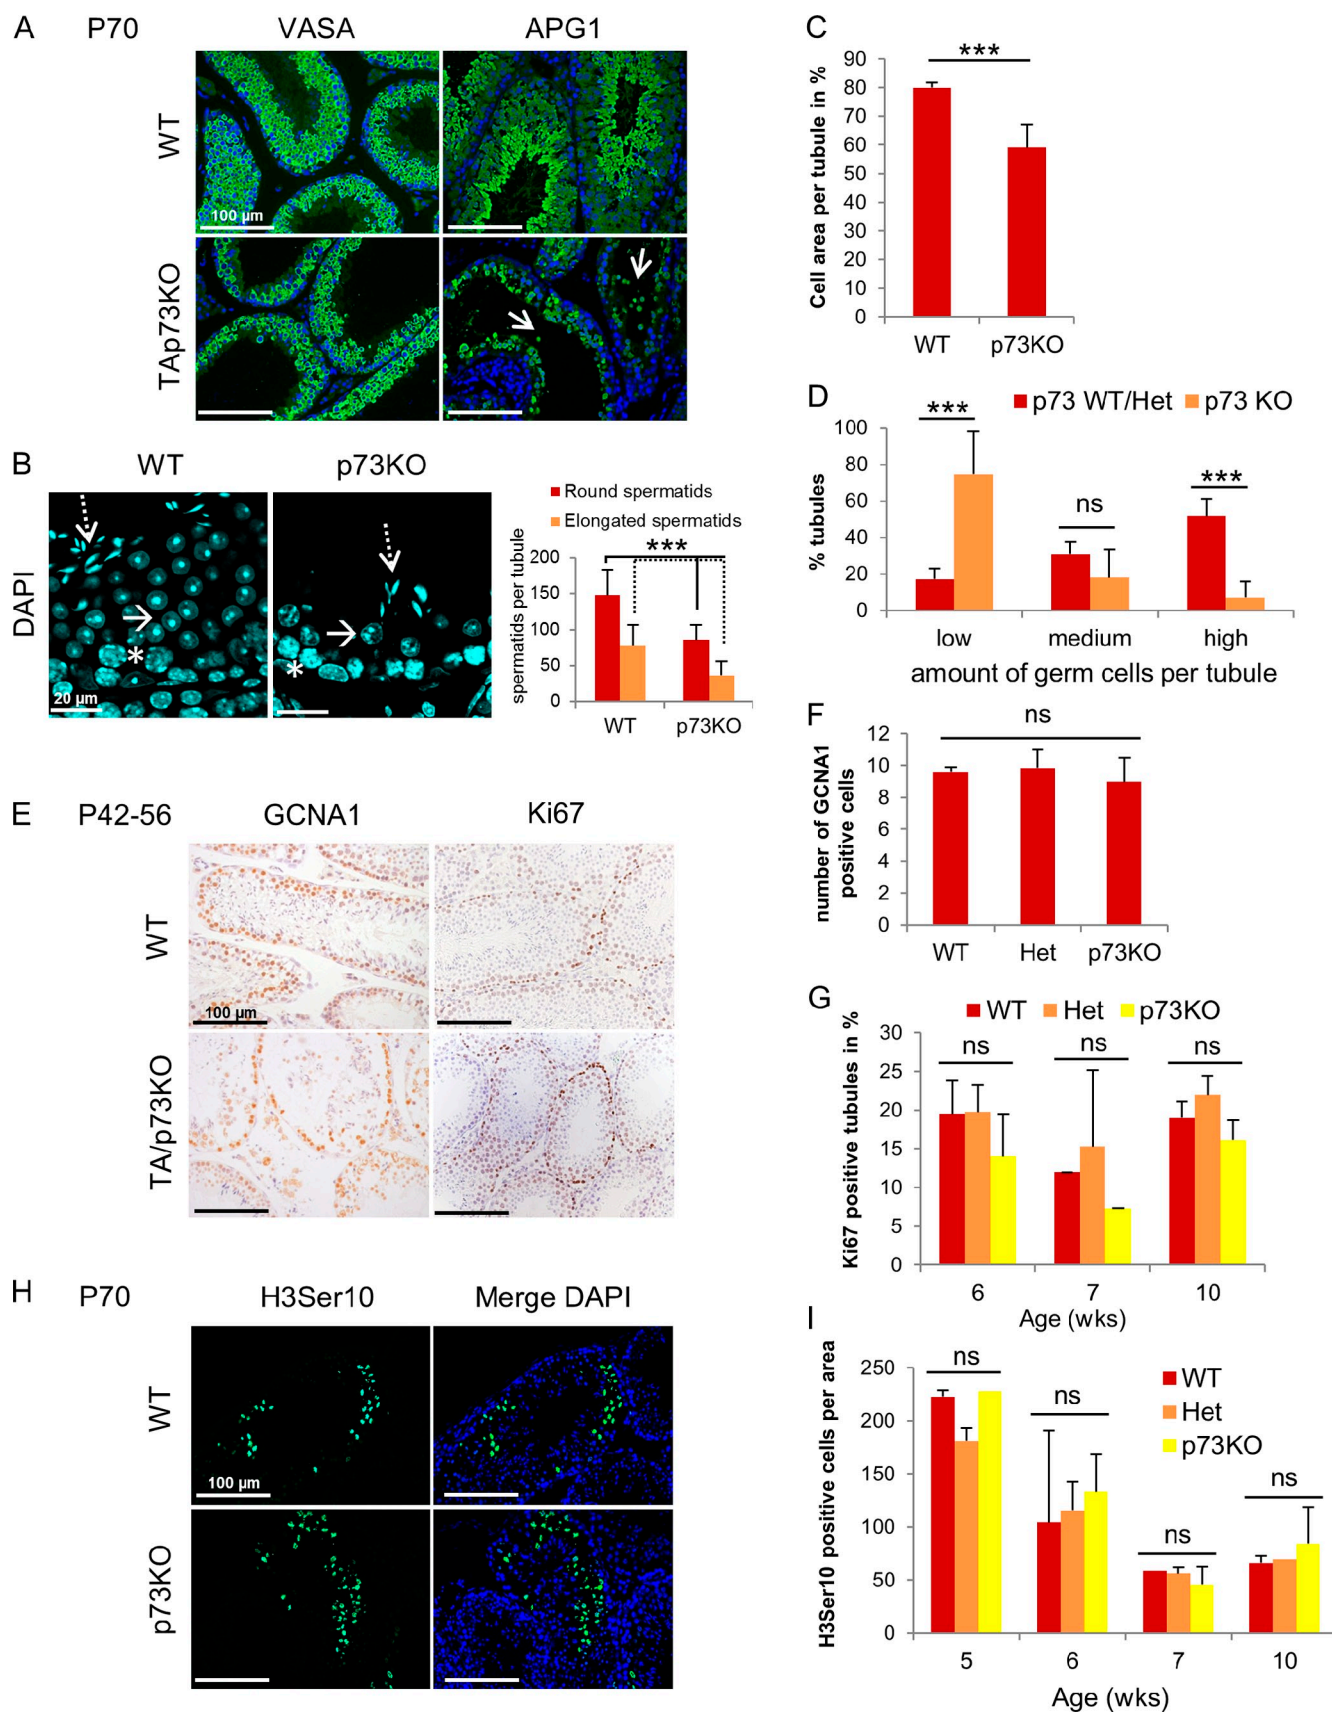 A P70 VASA APG1
WT
100 µm
TAp73KO
B WT p73KO
DAPI
20 µm
Round spermatids
Elongated spermatids
***
spermatids per tubule
200
150
100
50
0
WT p73KO
C
***
Cell area per tubule in %
90
80
70
60
50
40
30
20
10
0
WT p73KO
D
p73 WT/Het p73 KO
*** ns ***
% tubules
100
80
60
40
20
0
low medium high
amount of germ cells per tubule
E P42-56 GCNA1 Ki67
WT
100 µm
TA/p73KO
F
ns
number of GCNA1
positive cells
12
10
8
6
4
2
0
WT Het p73KO
G
WT Het p73KO
ns ns ns
Ki67 positive tubules in %
30
25
20
15
10
5
0
6 7 10
Age (wks)
H P70 H3Ser10 Merge DAPI
WT
100 µm
p73KO
I
ns ns ns ns
WT
Het
p73KO
H3Ser10 positive cells per area
250
200
150
100
50
0
5 6 7 10
Age (wks)